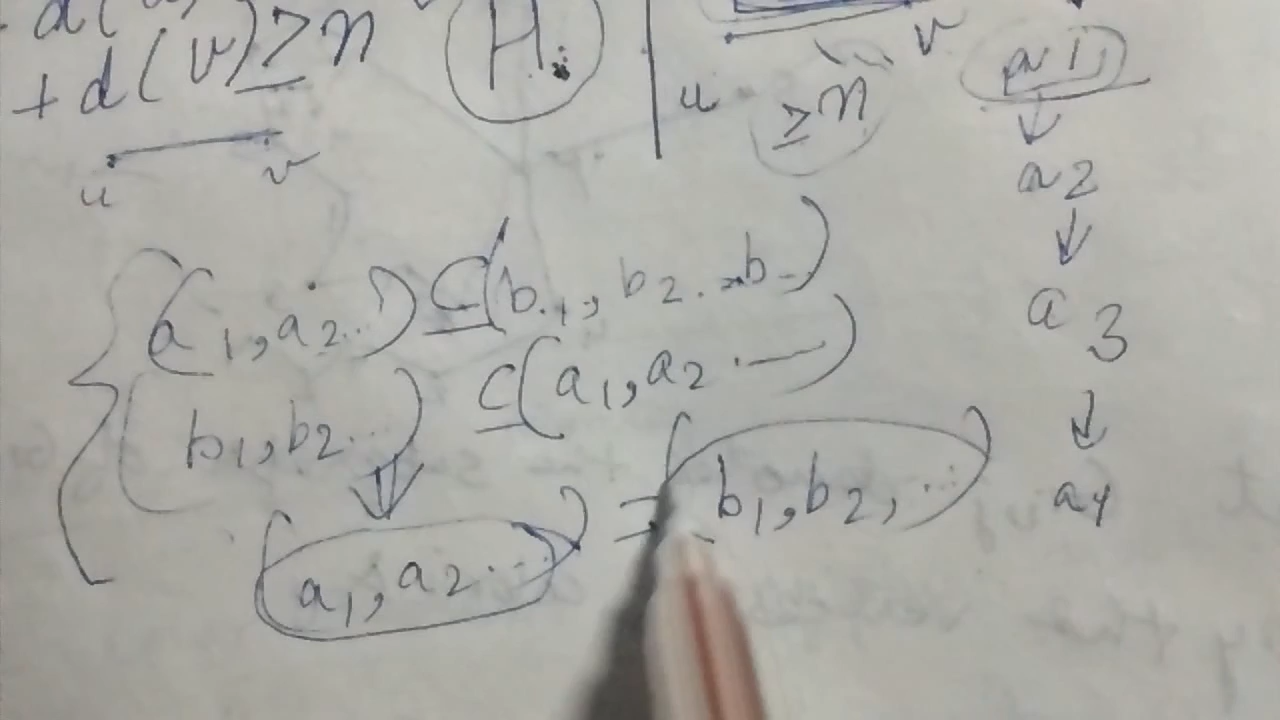 + d(v) ≥ n
H
u v
u ≥n v
a1,
↓
a2
↓
a3
↓
a4
(a1, a2...) ⊆ (b1, b2..., b-)
(b1, b2...) ⊆ (a1, a2 ...—)
⇓
(a1, a2...) = (b1, b2, ...)